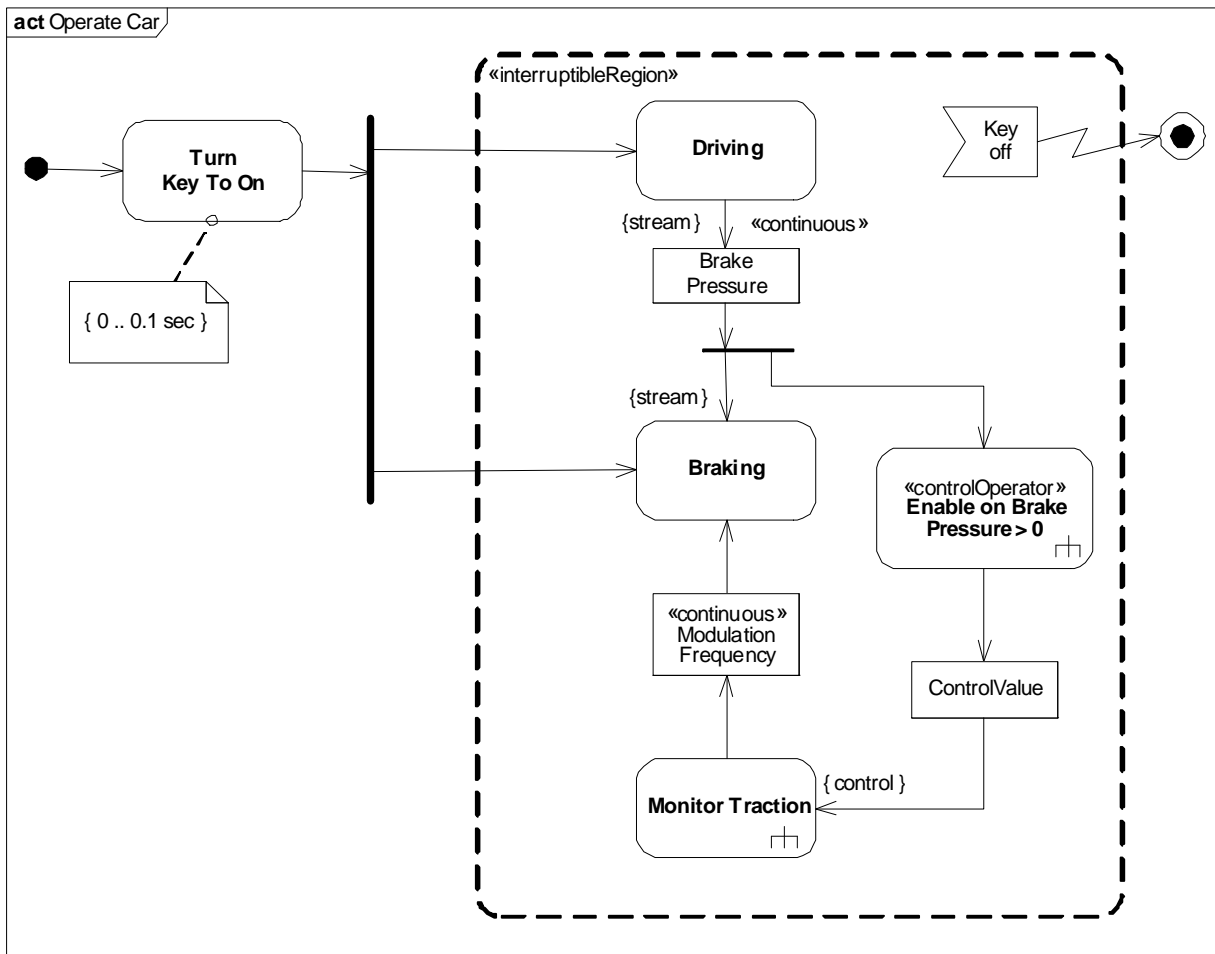 act Operate Car
«interruptibleRegion»
Turn
Key To On
{ 0 .. 0.1 sec }
Driving
Key
off
{stream}
«continuous»
Brake
Pressure
{stream}
Braking
«controlOperator»
Enable on Brake
Pressure > 0
«continuous»
Modulation
Frequency
ControlValue
{ control }
Monitor Traction